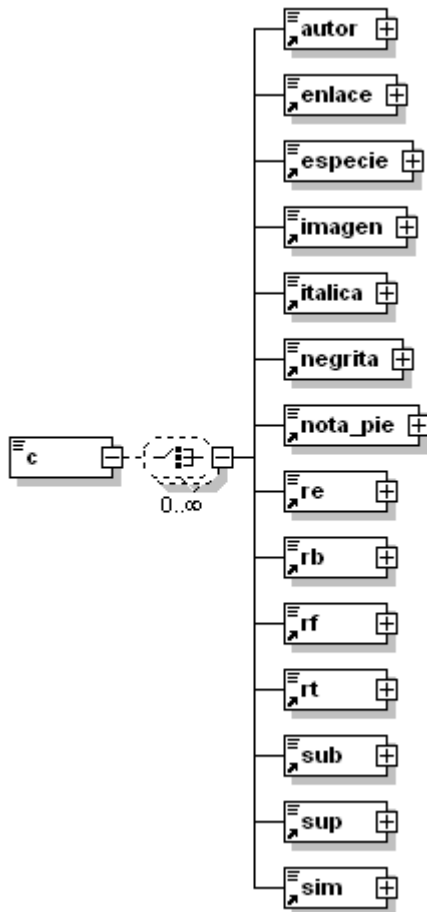 autor
enlace
especie
imagen
italica
negrita
nota_pie
c
0..∞
re
rb
rf
rt
sub
sup
sim